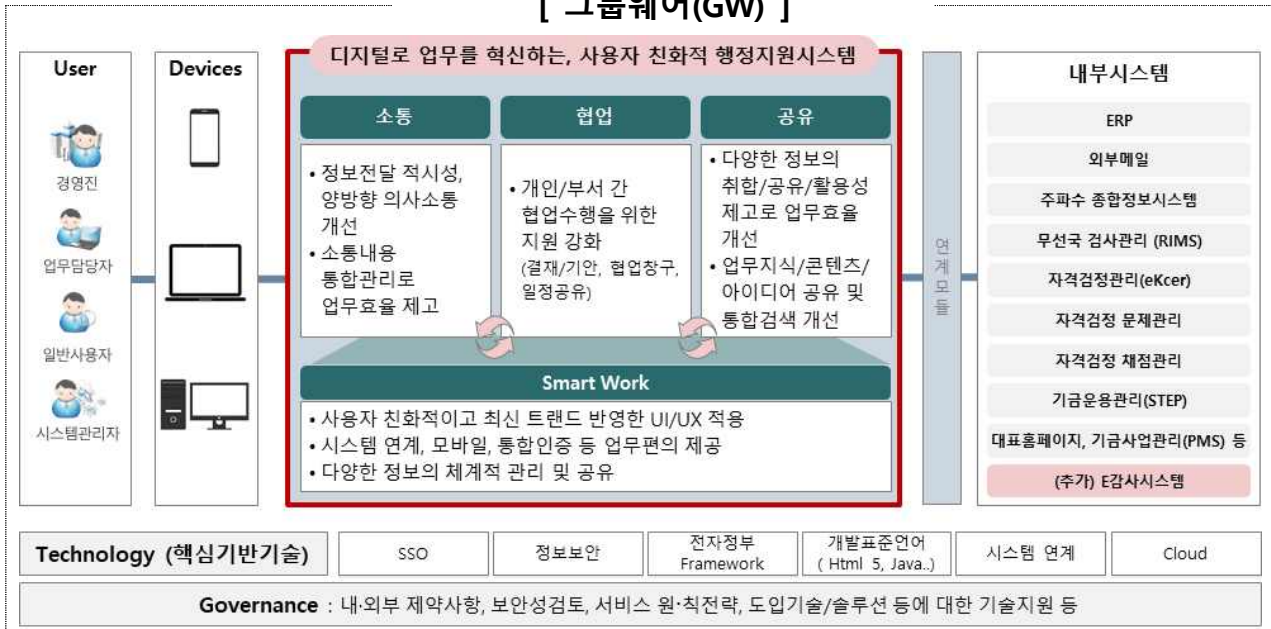 [ 그룹웨어(GW) ]
User
경영진
업무담당자
일반사용자
시스템관리자
Devices
디지털로 업무를 혁신하는, 사용자 친화적 행정지원시스템
소통
• 정보전달 적시성,
양방향 의사소통
개선
• 소통내용
통합관리로
업무효율 제고
협업
• 개인/부서 간
협업수행을 위한
지원 강화
(결재/기안, 협업창구,
일정공유)
공유
• 다양한 정보의
취합/공유/활용성
제고로 업무효율
개선
• 업무지식/콘텐츠/
아이디어 공유 및
통합검색 개선
Smart Work
• 사용자 친화적이고 최신 트랜드 반영한 UI/UX 적용
• 시스템 연계, 모바일, 통합인증 등 업무편의 제공
• 다양한 정보의 체계적 관리 및 공유
연계모듈
내부시스템
ERP
외부메일
주파수 종합정보시스템
무선국 검사관리 (RIMS)
자격검정관리(eKcer)
자격검정 문제관리
자격검정 채점관리
기금운용관리(STEP)
대표홈페이지, 기금사업관리(PMS) 등
(추가) E감사시스템
Technology (핵심기반기술)
SSO
정보보안
전자정부
Framework
개발표준언어
( Html 5, Java..)
시스템 연계
Cloud
Governance : 내·외부 제약사항, 보안성검토, 서비스 원·칙전략, 도입기술/솔루션 등에 대한 기술지원 등